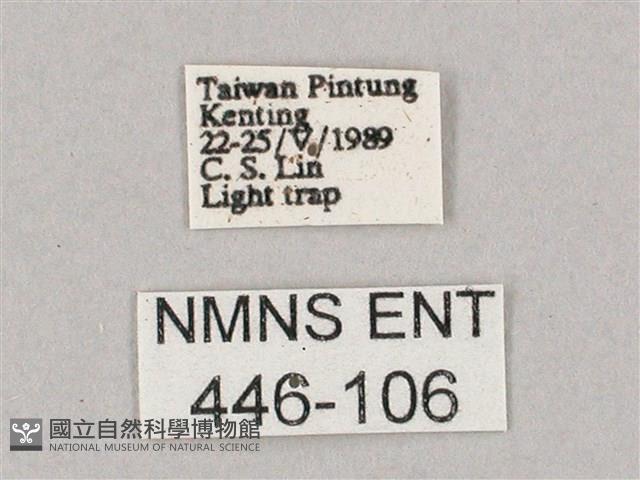 Taiwan Pintung
Kenting
22-25/V/1989
C. S. Lin
Light trap
NMNS ENT
446-106
國立自然科學博物館
NATIONAL MUSEUM OF NATURAL SCIENCE